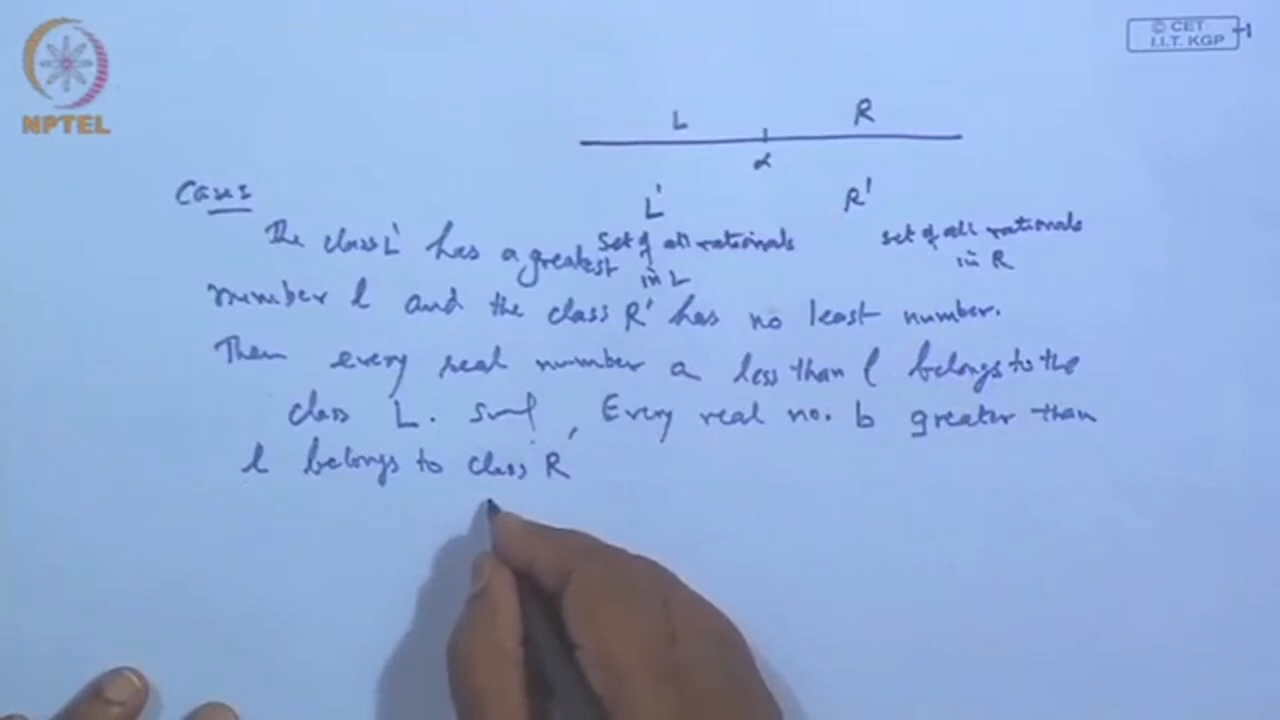 © CET
I.I.T. KGP
NPTEL
L R
α
L' R'
Set of all rationals
in L
set of all rationals
in R
Cases
The class L' has a greatest
number l and the class R' has no least number.
Then every real number a less than l belongs to the
class L. , Every real no. b greater than
l belongs to class R